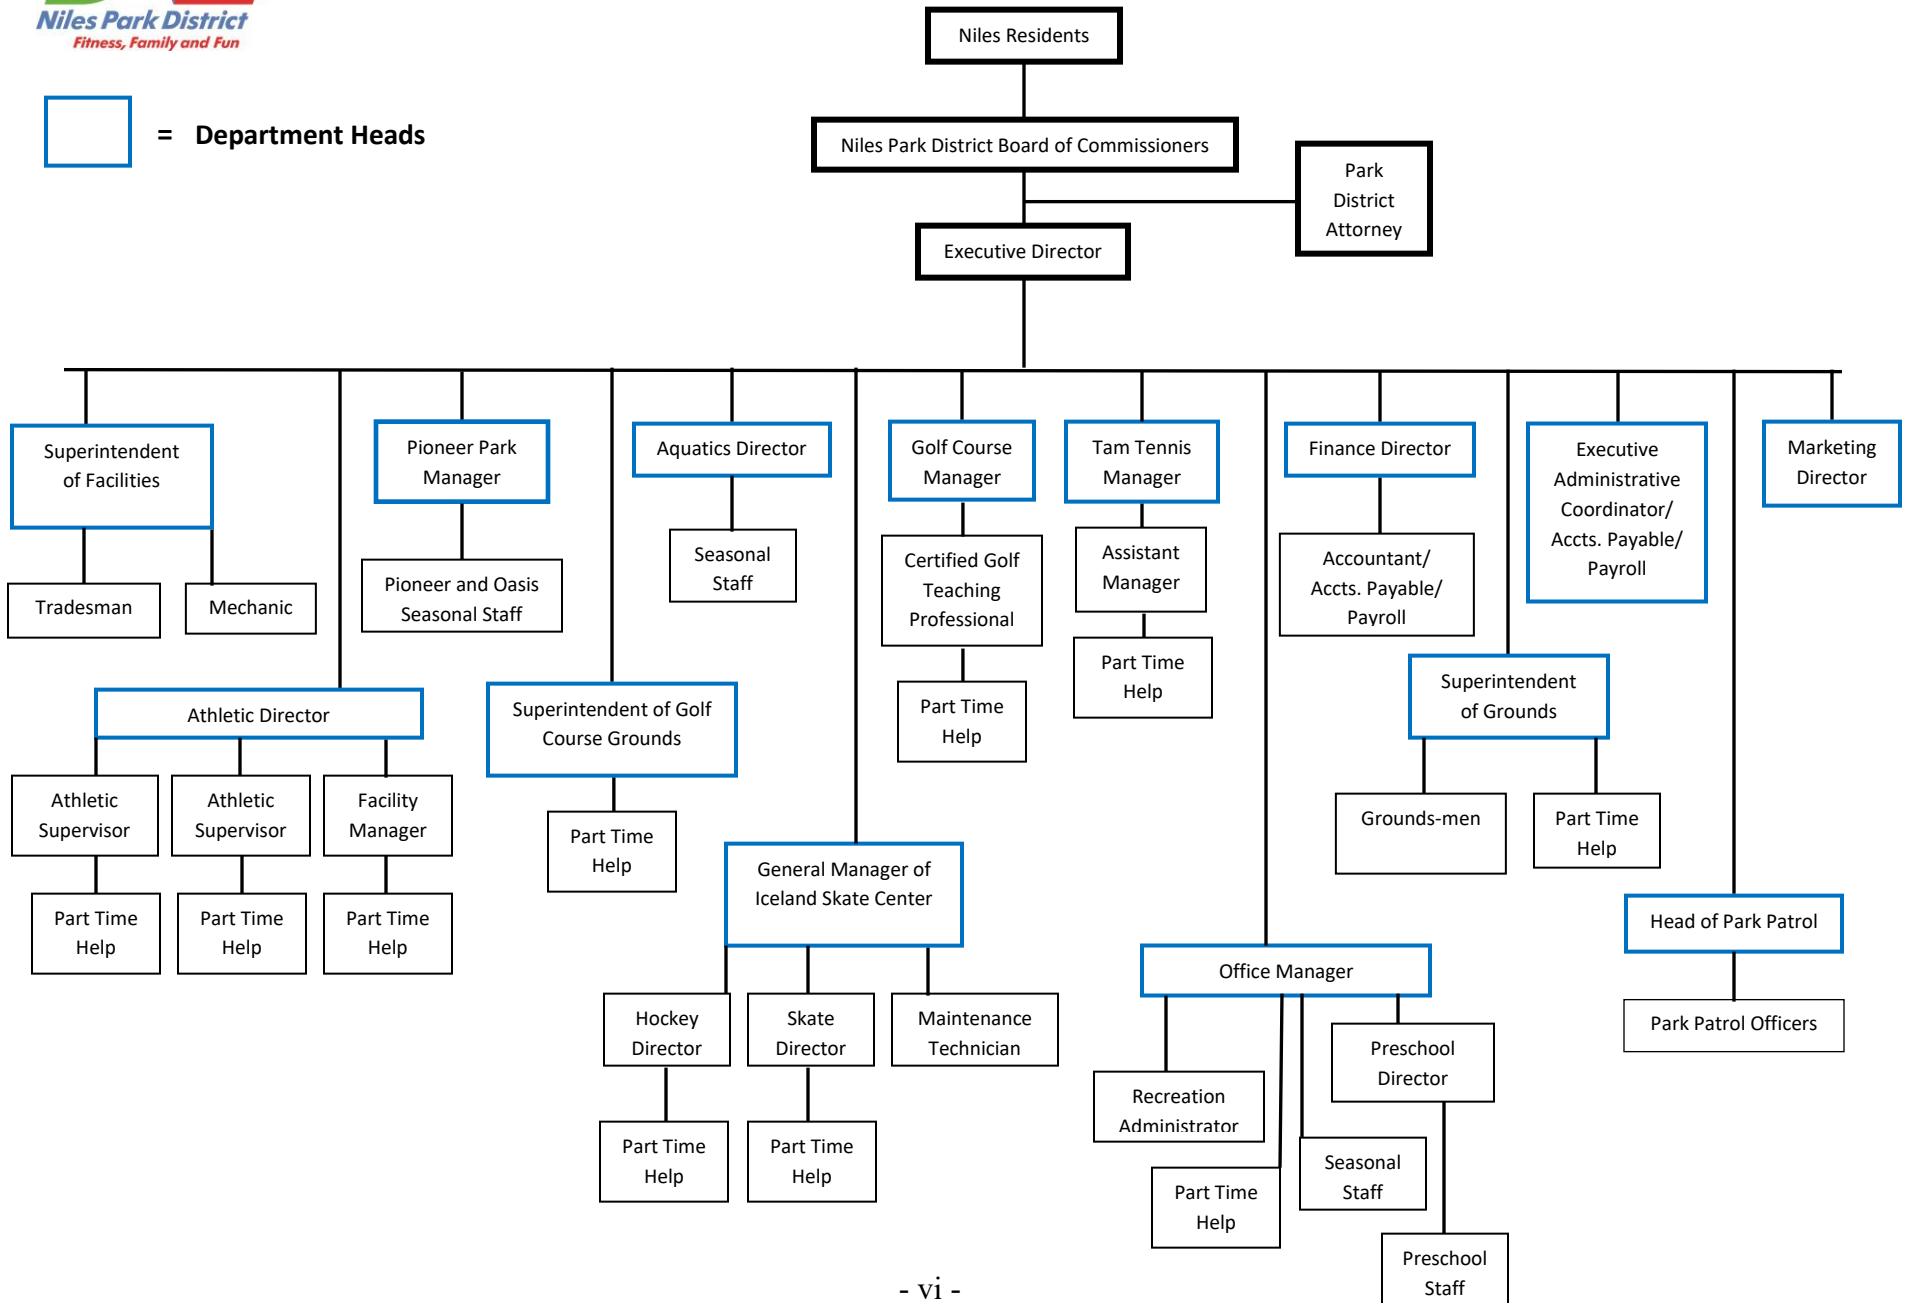 Niles Park District
Fitness, Family and Fun
= Department Heads
Niles Residents
Niles Park District Board of Commissioners
Park
District
Attorney
Executive Director
Superintendent
of Facilities
Tradesman
Mechanic
Pioneer Park
Manager
Pioneer and Oasis
Seasonal Staff
Aquatics Director
Seasonal
Staff
Golf Course
Manager
Certified Golf
Teaching
Professional
Part Time
Help
Tam Tennis
Manager
Assistant
Manager
Part Time
Help
Finance Director
Accountant/
Accts. Payable/
Payroll
Executive
Administrative
Coordinator/
Accts. Payable/
Payroll
Marketing
Director
Athletic Director
Athletic
Supervisor
Part Time
Help
Athletic
Supervisor
Part Time
Help
Facility
Manager
Part Time
Help
Superintendent of Golf
Course Grounds
Part Time
Help
General Manager of
Iceland Skate Center
Hockey
Director
Part Time
Help
Skate
Director
Part Time
Help
Maintenance
Technician
Superintendent
of Grounds
Grounds-men
Part Time
Help
Office Manager
Recreation
Administrator
Part Time
Help
Seasonal
Staff
Preschool
Director
Preschool
Staff
Head of Park Patrol
Park Patrol Officers
- vi -